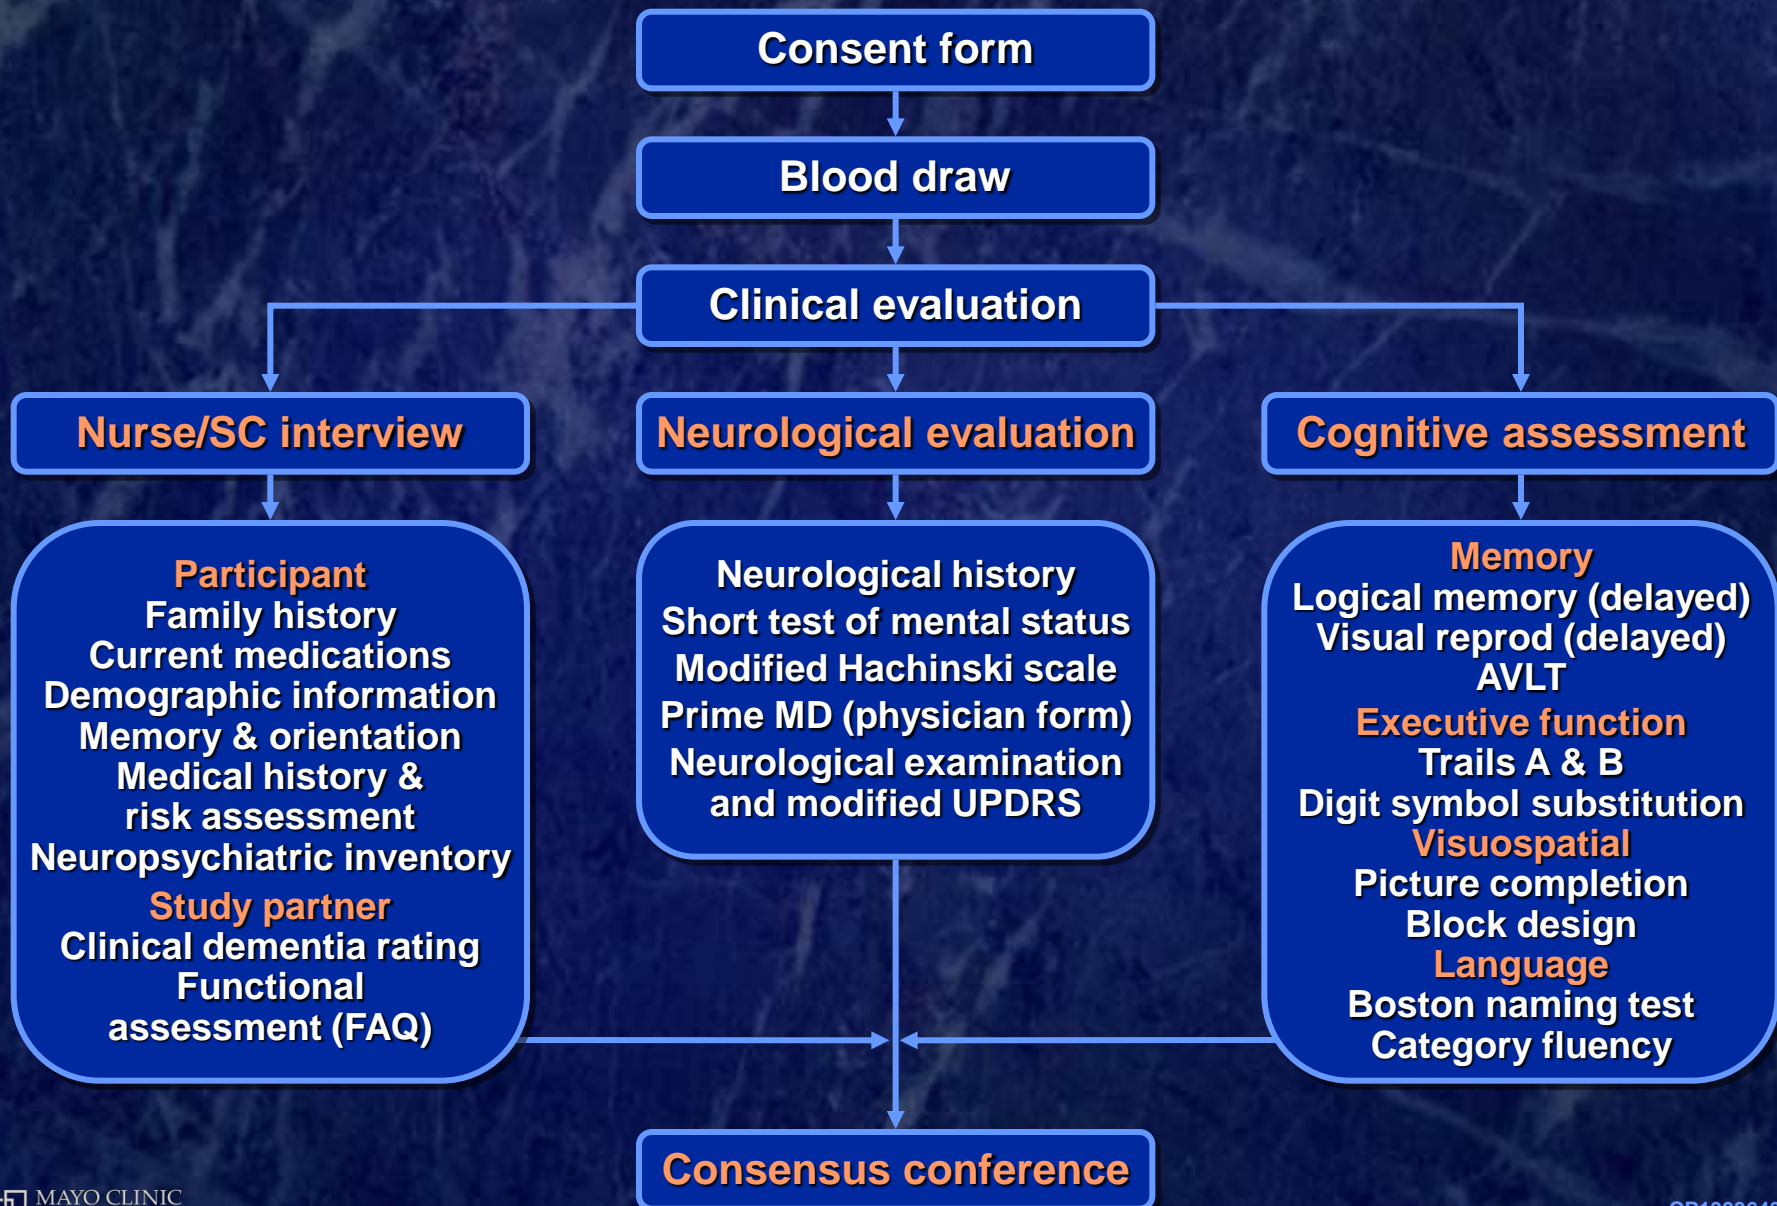 Consent form
Blood draw
Clinical evaluation
Nurse/SC interview
Neurological evaluation
Cognitive assessment
Participant
Family history
Current medications
Demographic information
Memory & orientation
Medical history &
risk assessment
Neuropsychiatric inventory
Study partner
Clinical dementia rating
Functional
assessment (FAQ)
Neurological history
Short test of mental status
Modified Hachinski scale
Prime MD (physician form)
Neurological examination
and modified UPDRS
Memory
Logical memory (delayed)
Visual reprod (delayed)
AVLT
Executive function
Trails A & B
Digit symbol substitution
Visuospatial
Picture completion
Block design
Language
Boston naming test
Category fluency
Consensus conference
MAYO CLINIC